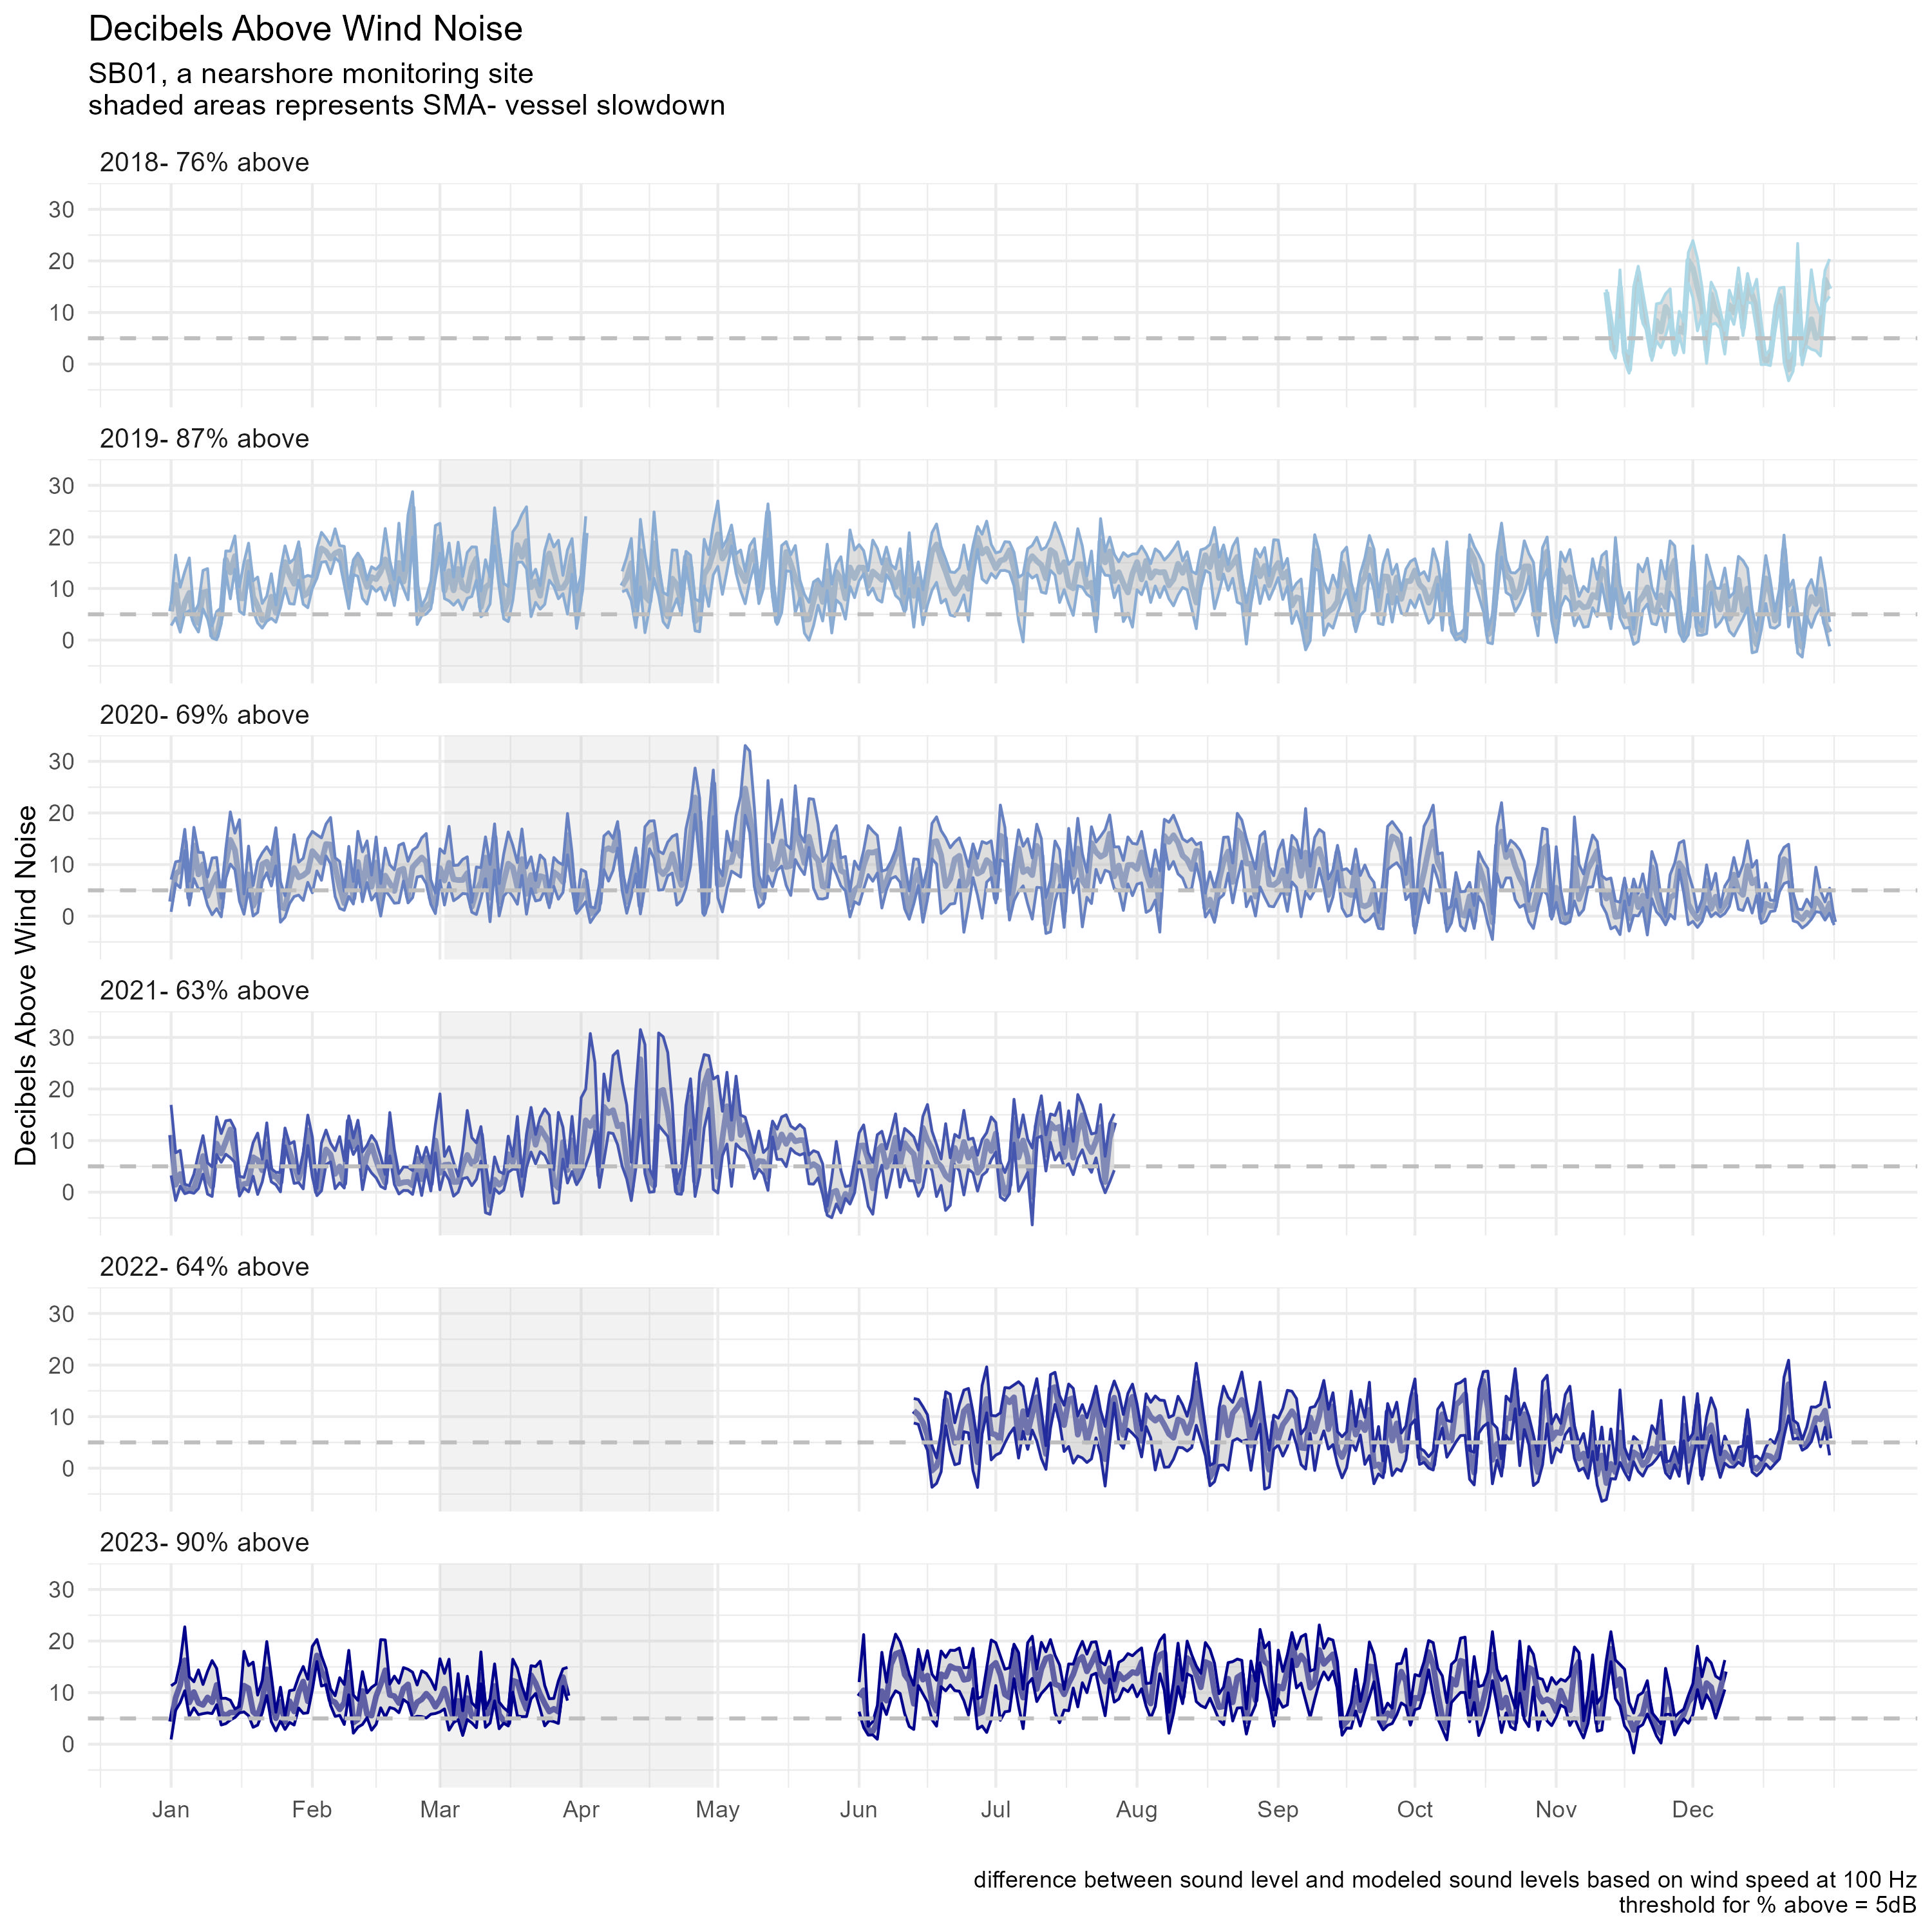 Decibels Above Wind Noise
SB01, a nearshore monitoring site
shaded areas represents SMA- vessel slowdown
Decibels Above Wind Noise
2018- 76% above
30
20
10
0
2019- 87% above
30
20
10
0
2020- 69% above
30
20
10
0
2021- 63% above
30
20
10
0
2022- 64% above
30
20
10
0
2023- 90% above
30
20
10
0
Jan Feb Mar Apr May Jun Jul Aug Sep Oct Nov Dec
difference between sound level and modeled sound levels based on wind speed at 100 Hz
threshold for % above = 5dB